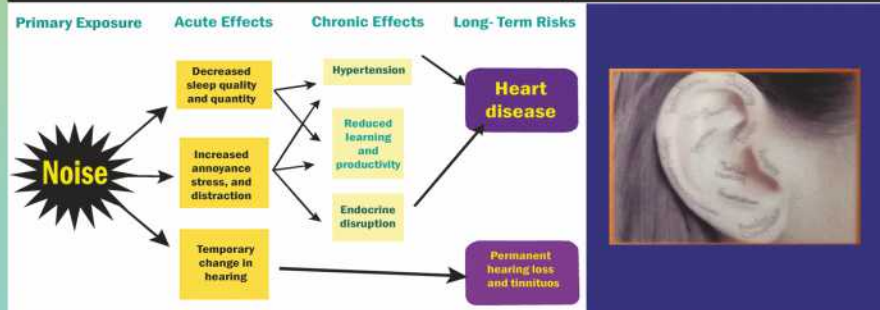 Primary Exposure
Acute Effects
Chronic Effects
Long- Term Risks
Noise
Decreased
sleep quality
and quantity
Increased
annoyance
stress, and
distraction
Temporary
change in
hearing
Hypertension
Reduced
learning
and
productivity
Endocrine
disruption
Heart
disease
Permanent
hearing loss
and tinnituos